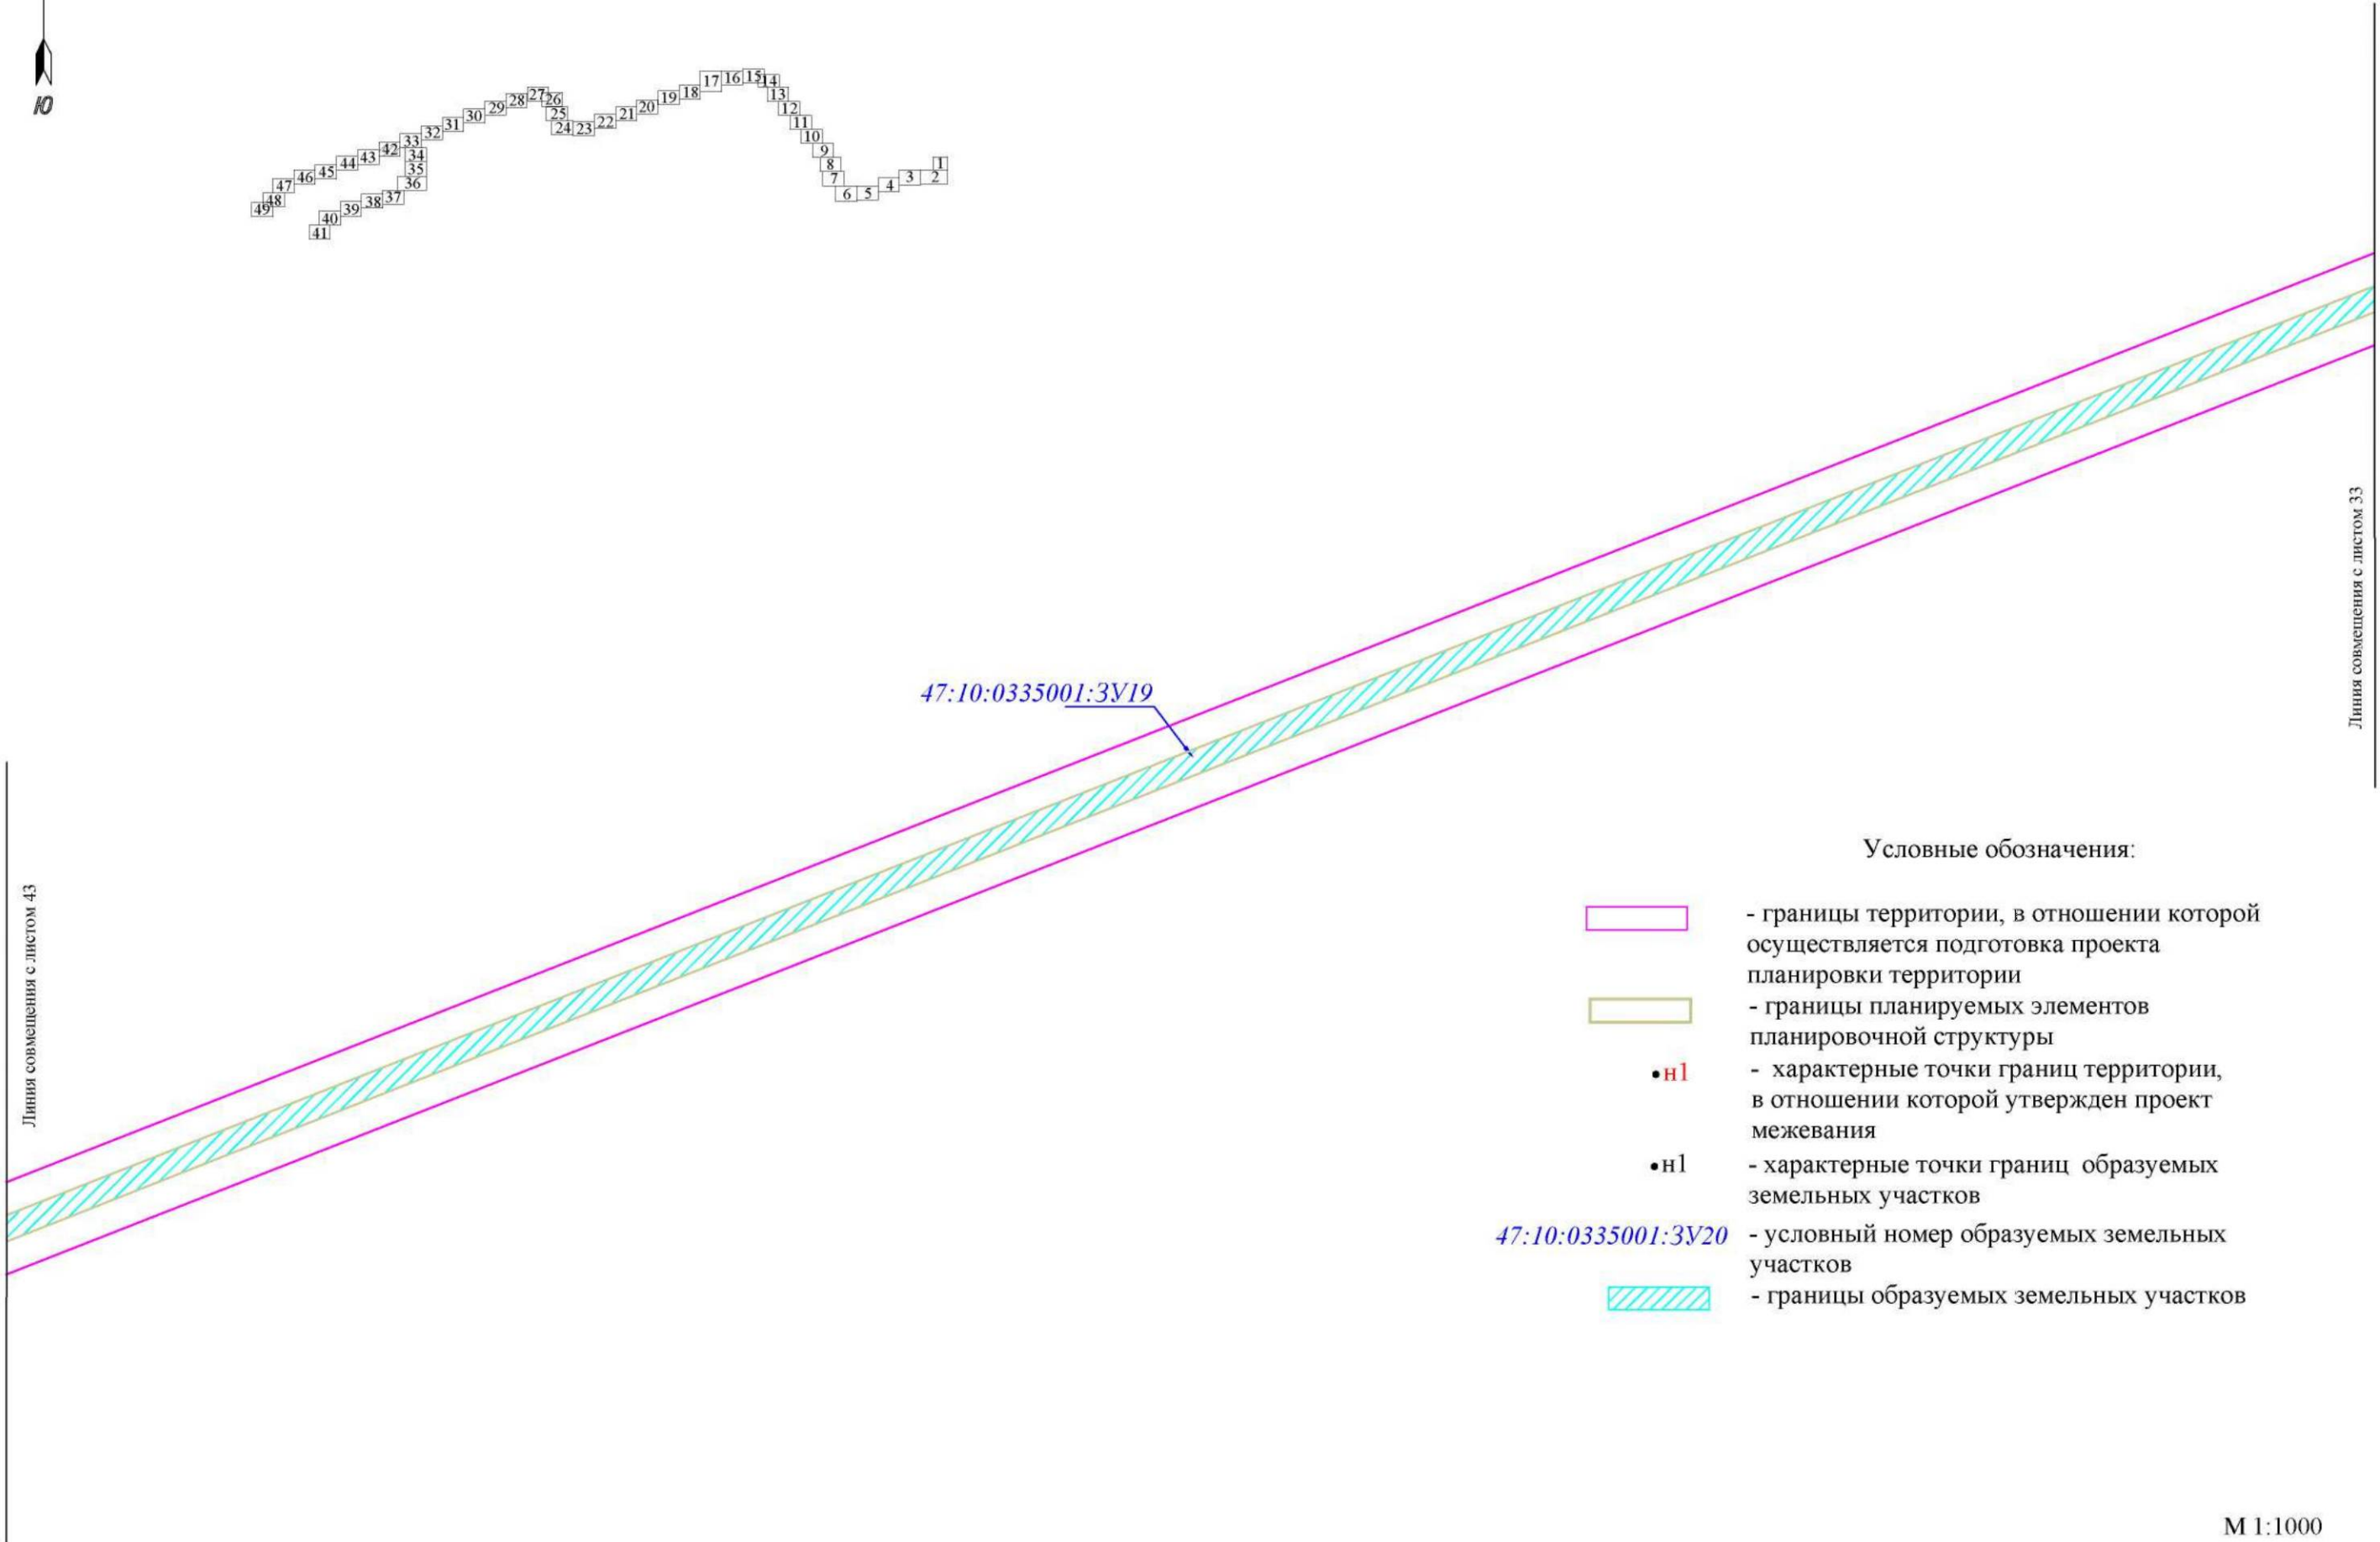 Ю
1
2
3
4
5
6
7
8
9
10
11
12
13
14
15
16
17
18
19
20
21
22
23
24
25
26
27
28
29
30
31
32
33
34
35
36
37
38
39
40
41
42
43
44
45
46
47
48
49
Линия совмещения с листом 33
47:10:0335001:ЗУ19
Линия совмещения с листом 43
Условные обозначения:
- границы территории, в отношении которой
осуществляется подготовка проекта
планировки территории
- границы планируемых элементов
планировочной структуры
•н1 - характерные точки границ территории,
в отношении которой утвержден проект
межевания
•н1 - характерные точки границ образуемых
земельных участков
47:10:0335001:ЗУ20 - условный номер образуемых земельных
участков
- границы образуемых земельных участков
М 1:1000